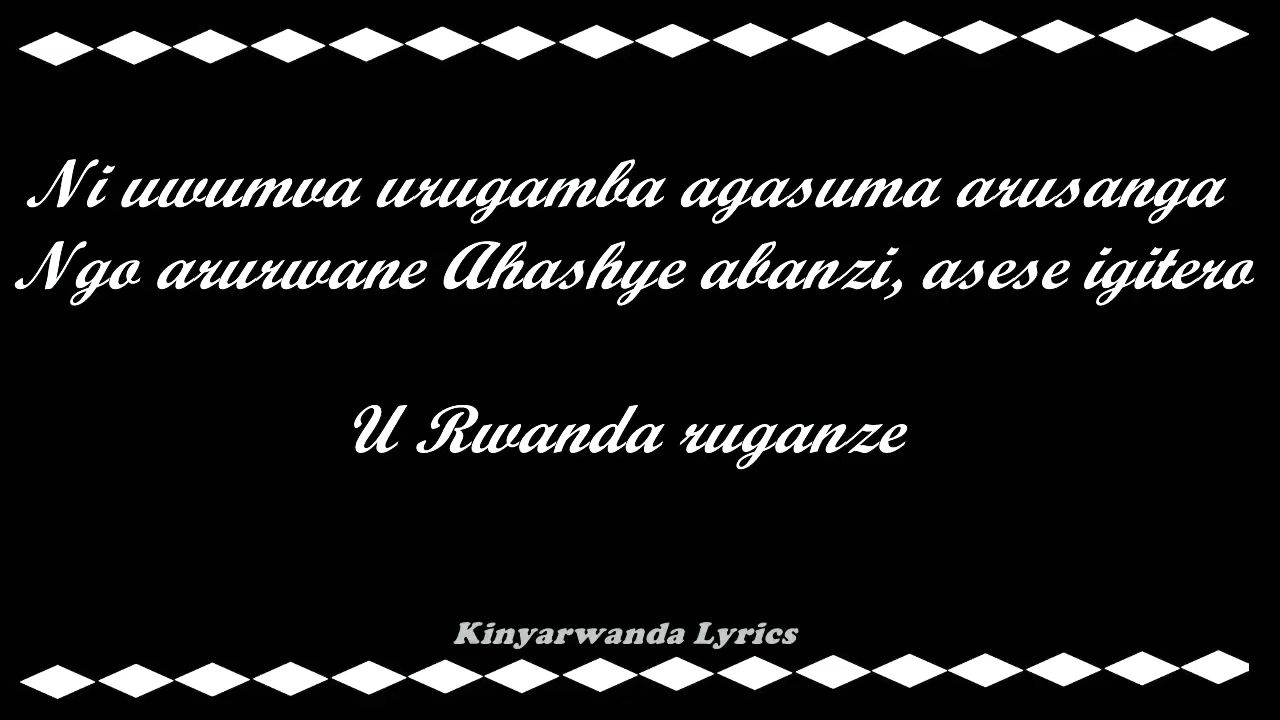 Ni uwumva urugamba agasuma arusanga
Ngo arurwane Ahashye abanzi, asese igitero
U Rwanda ruganze
Kinyarwanda Lyrics